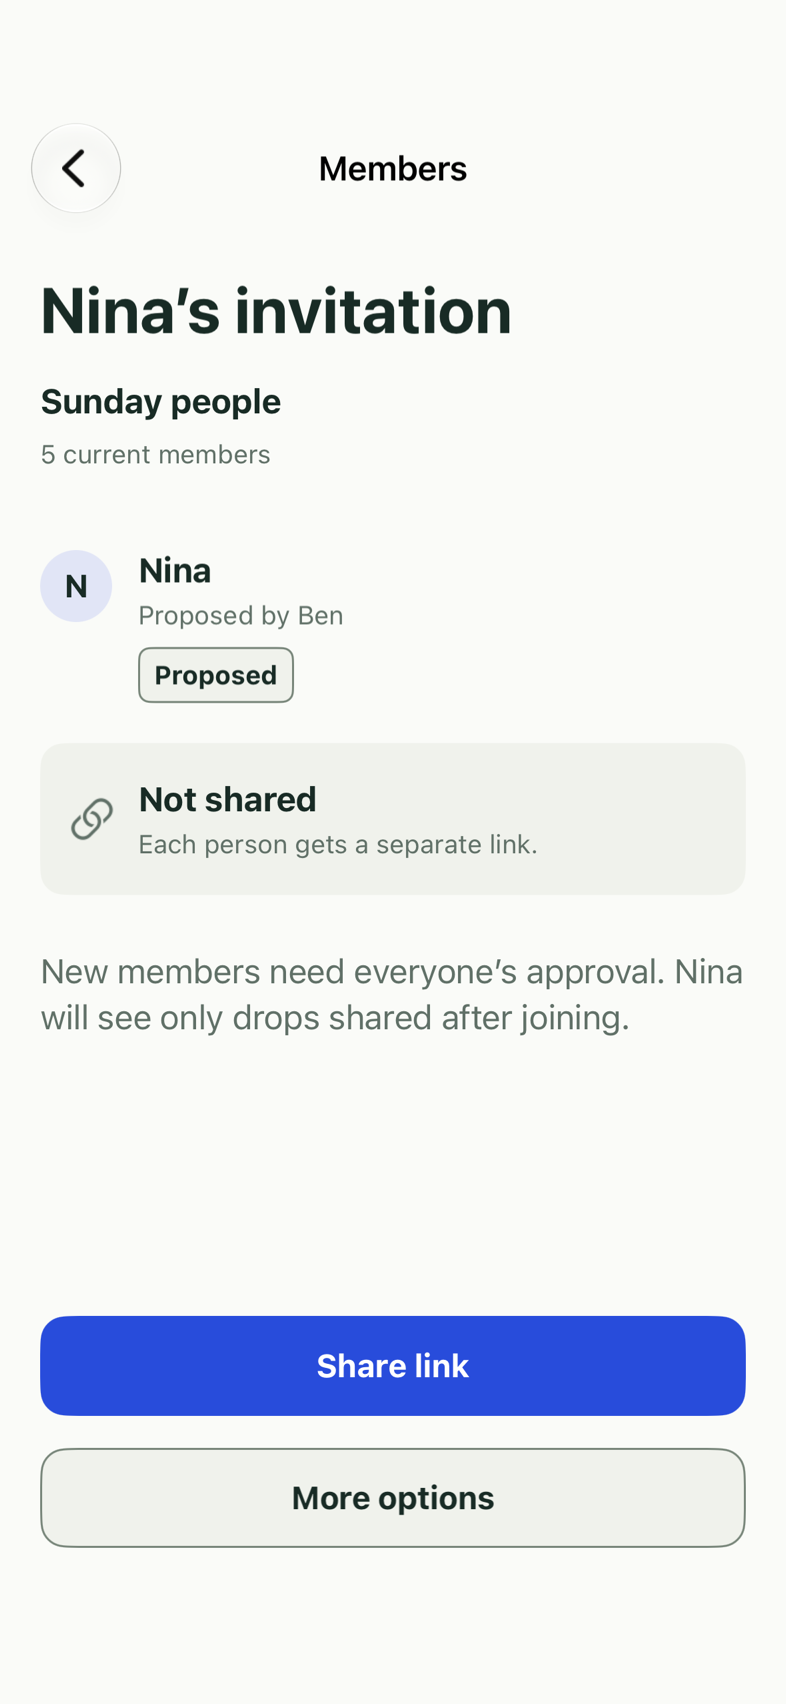 Members
Nina’s invitation
Sunday people
5 current members
N
Nina
Proposed by Ben
Proposed
Not shared
Each person gets a separate link.
New members need everyone’s approval. Nina
will see only drops shared after joining.
Share link
More options